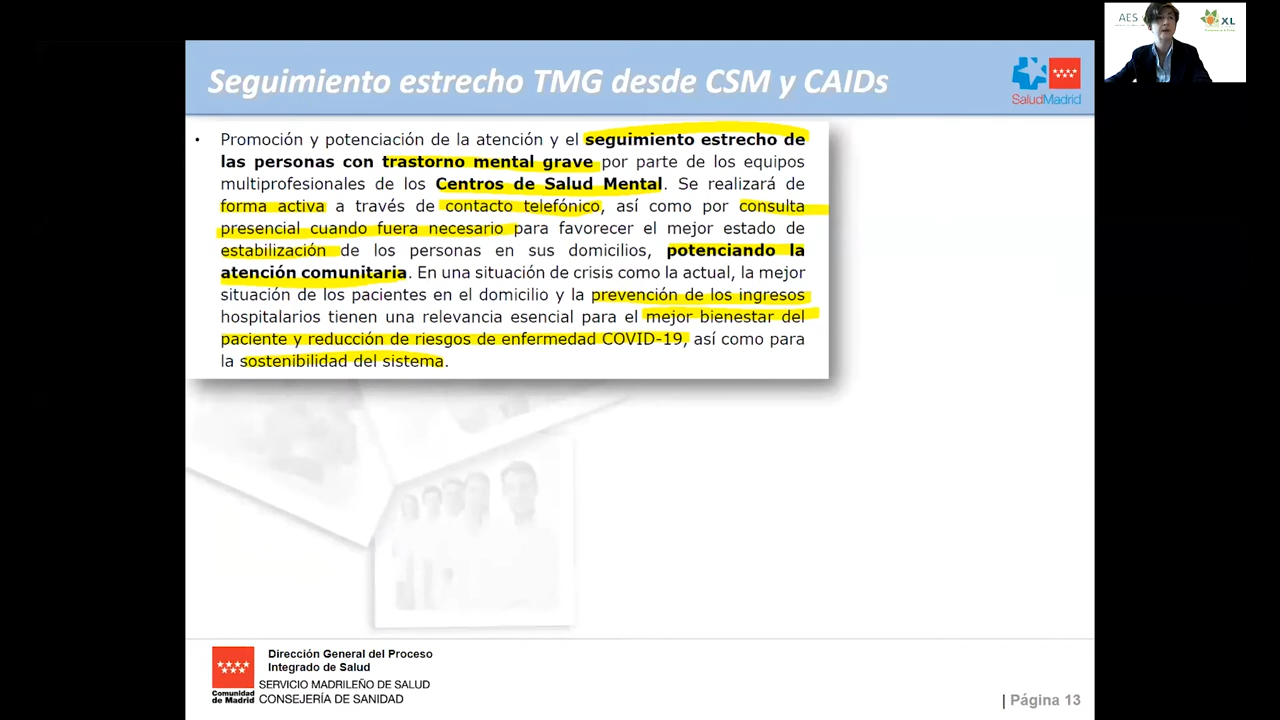 AES
XL
Seguimiento estrecho TMG desde CSM y CAIDs
SaludMadrid
• Promoción y potenciación de la atención y el seguimiento estrecho de
las personas con trastorno mental grave por parte de los equipos
multiprofesionales de los Centros de Salud Mental. Se realizará de
forma activa a través de contacto telefónico, así como por consulta
presencial cuando fuera necesario para favorecer el mejor estado de
estabilización de los personas en sus domicilios, potenciando la
atención comunitaria. En una situación de crisis como la actual, la mejor
situación de los pacientes en el domicilio y la prevención de los ingresos
hospitalarios tienen una relevancia esencial para el mejor bienestar del
paciente y reducción de riesgos de enfermedad COVID-19, así como para
la sostenibilidad del sistema.
Dirección General del Proceso
Integrado de Salud
SERVICIO MADRILEÑO DE SALUD
CONSEJERÍA DE SANIDAD
Comunidad
de Madrid
| Página 13